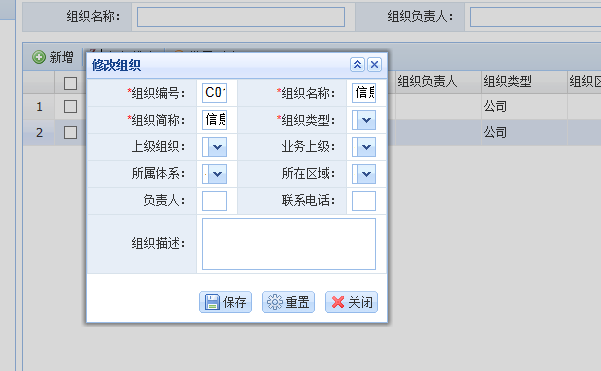 组织名称： 组织负责人：
新增
修改组织
组织负责人 组织类型 组织区
*组织编号： C0 *组织名称： 信息
1 公司
*组织简称： 信息 *组织类型：
2 公司
上级组织： 业务上级：
所属体系： 所在区域：
负责人： 联系电话：
组织描述：
保存 重置 关闭